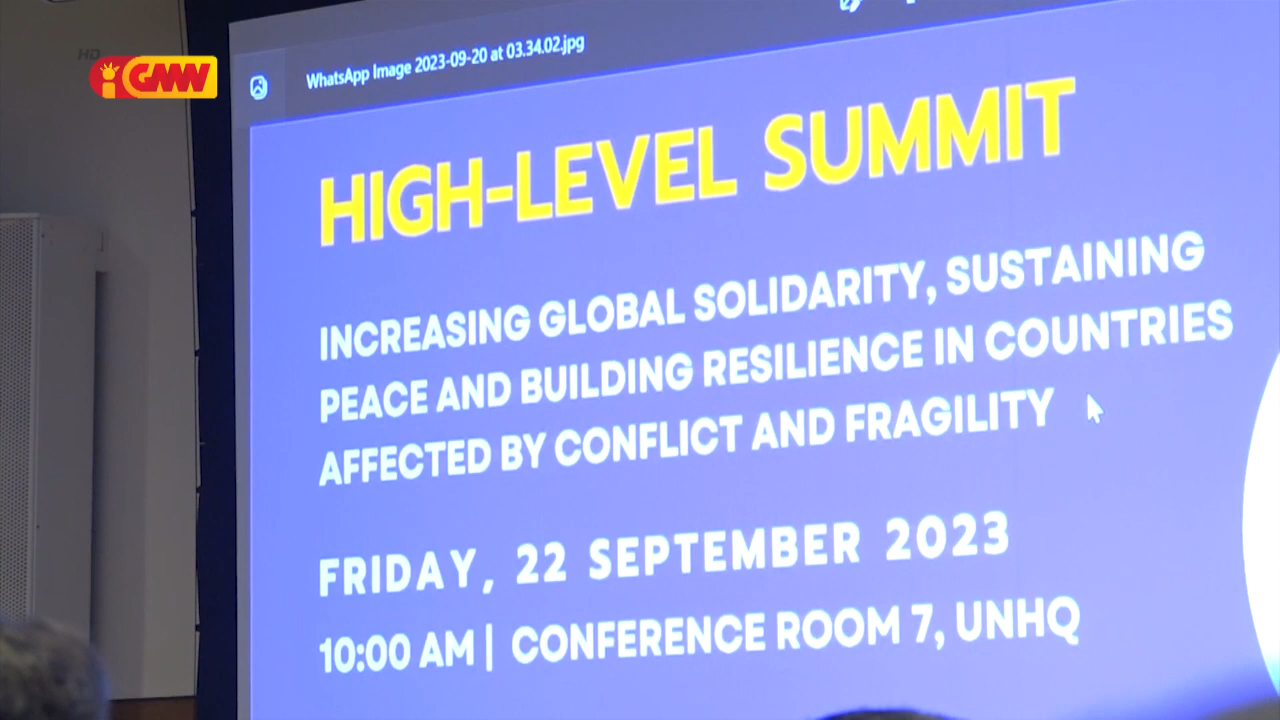 HD
iGMW
WhatsApp Image 2023-09-20 at 03.34.02.jpg
HIGH-LEVEL SUMMIT
INCREASING GLOBAL SOLIDARITY, SUSTAINING
PEACE AND BUILDING RESILIENCE IN COUNTRIES
AFFECTED BY CONFLICT AND FRAGILITY
FRIDAY, 22 SEPTEMBER 2023
10:00 AM | CONFERENCE ROOM 7, UNHQ